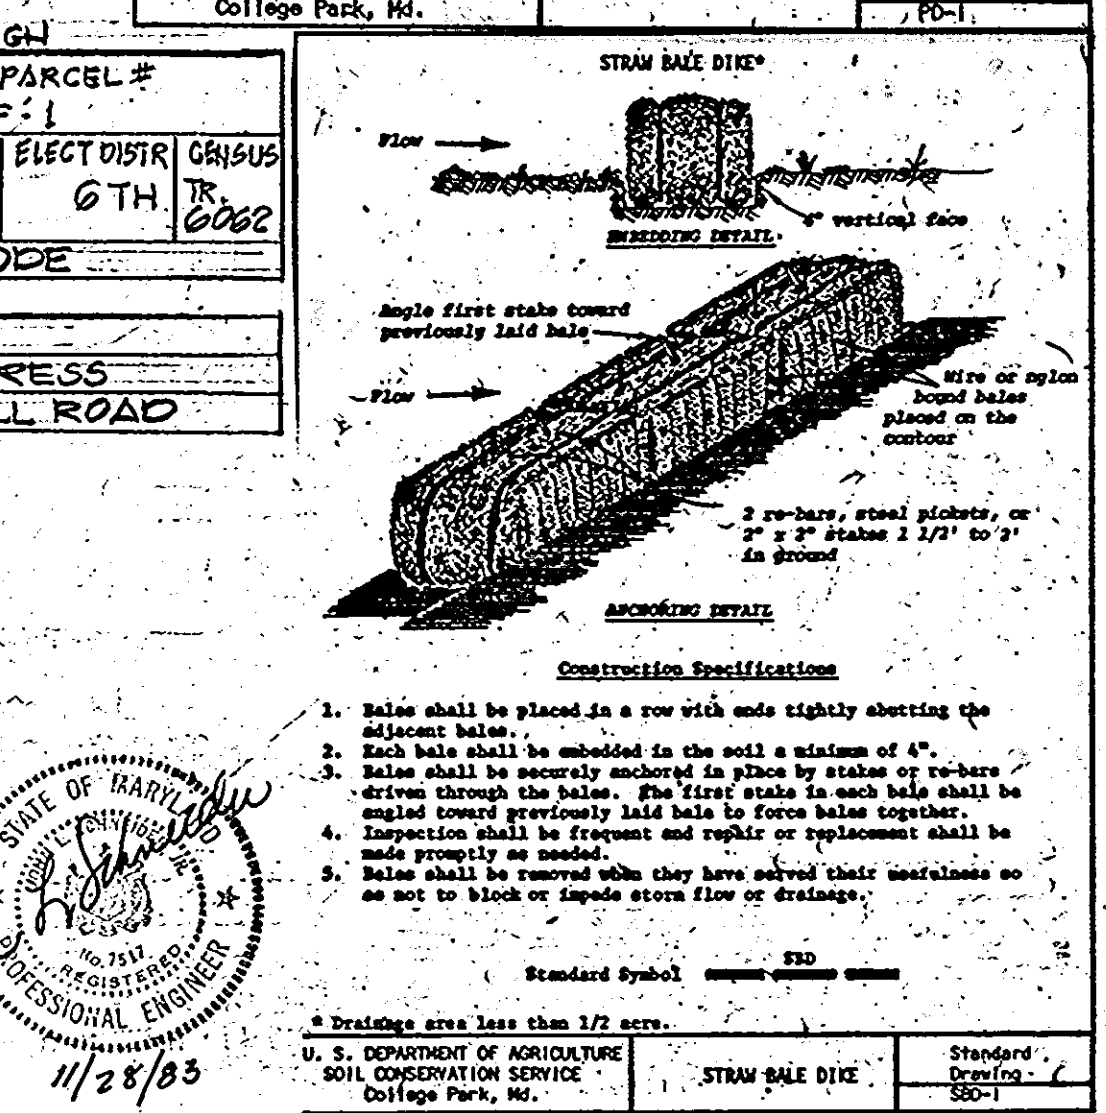 College Park, Md.
PD-1
GN
PARCEL #
ELECT DISTR
6TH
CENSUS
TR.
6062
ODE
RESS
LL ROAD
STRAW BALE DIKE*
Flow
4" vertical face
EMBEDDING DETAIL
Angle first stake toward
previously laid bale
Flow
Wire or nylon
bound bales
placed on the
contour
2 re-bars, steel pickets, or
2" x 2" stakes 1 1/2' to 2'
in ground
ANCHORING DETAIL
Construction Specifications
1. Bales shall be placed in a row with ends tightly abutting the
adjacent bales.
2. Each bale shall be embedded in the soil a minimum of 4".
3. Bales shall be securely anchored in place by stakes or re-bars
driven through the bales. The first stake in each bale shall be
angled toward previously laid bale to force bales together.
4. Inspection shall be frequent and repair or replacement shall be
made promptly as needed.
5. Bales shall be removed when they have served their usefulness so
as not to block or impede storm flow or drainage.
SBD
Standard Symbol
* Drainage area less than 1/2 acre.
U. S. DEPARTMENT OF AGRICULTURE
SOIL CONSERVATION SERVICE
College Park, Md.
STRAW BALE DIKE
Standard
Drawing
SBD-1
STATE OF MARYLAND
No. 7517
REGISTERED
PROFESSIONAL ENGINEER
11/28/83